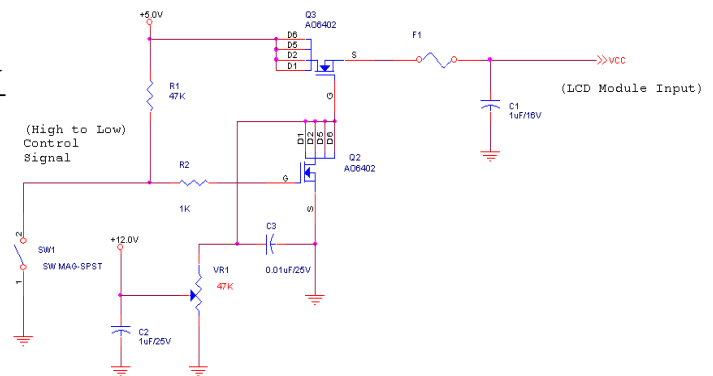 +5.0V
Q3
AO6402
D6
D5
D2
D1
S
G
F1
VCC
(LCD Module Input)
R1
47K
C1
1uF/16V
(High to Low)
Control
Signal
D1
D2
D5
D6
Q2
AO6402
R2
G
1K
S
2
SW1
SW MAG-SPST
1
+12.0V
C3
0.01uF/25V
VR1
47K
C2
1uF/25V